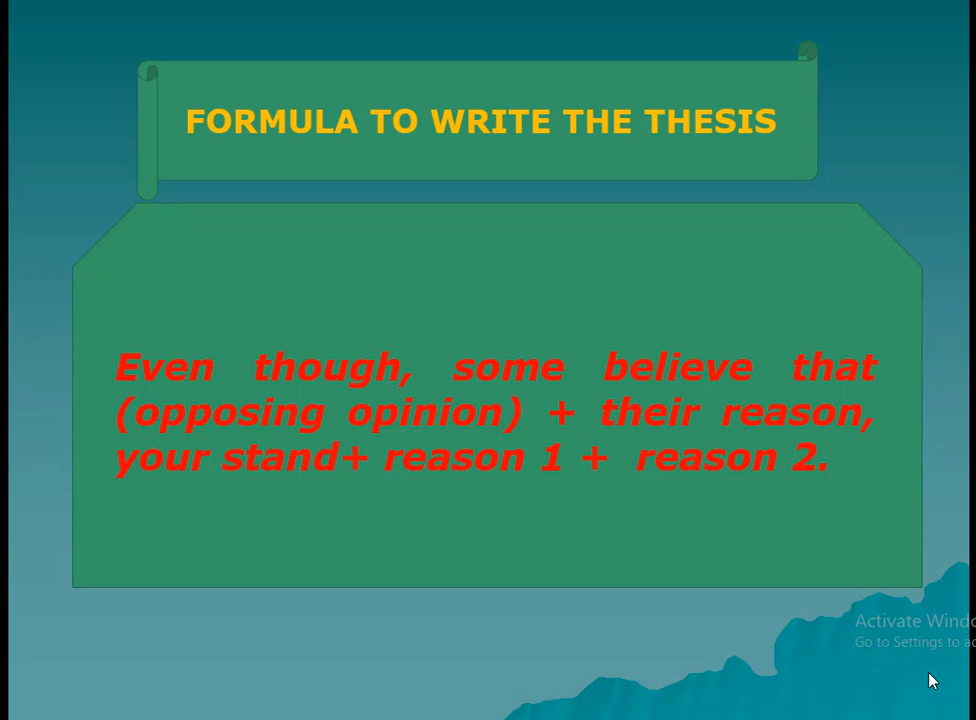 FORMULA TO WRITE THE THESIS
Even though, some believe that
(opposing opinion) + their reason,
your stand+ reason 1 + reason 2.
Activate
Go to Settings to